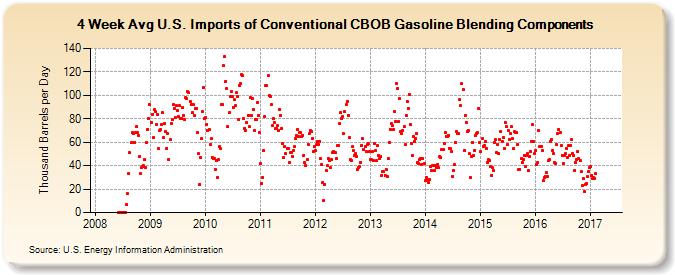 4 Week Avg U.S. Imports of Conventional CBOB Gasoline Blending Components
Thousand Barrels per Day
140
120
100
80
60
40
20
0
2008 2009 2010 2011 2012 2013 2014 2015 2016 2017
Source: U.S. Energy Information Administration